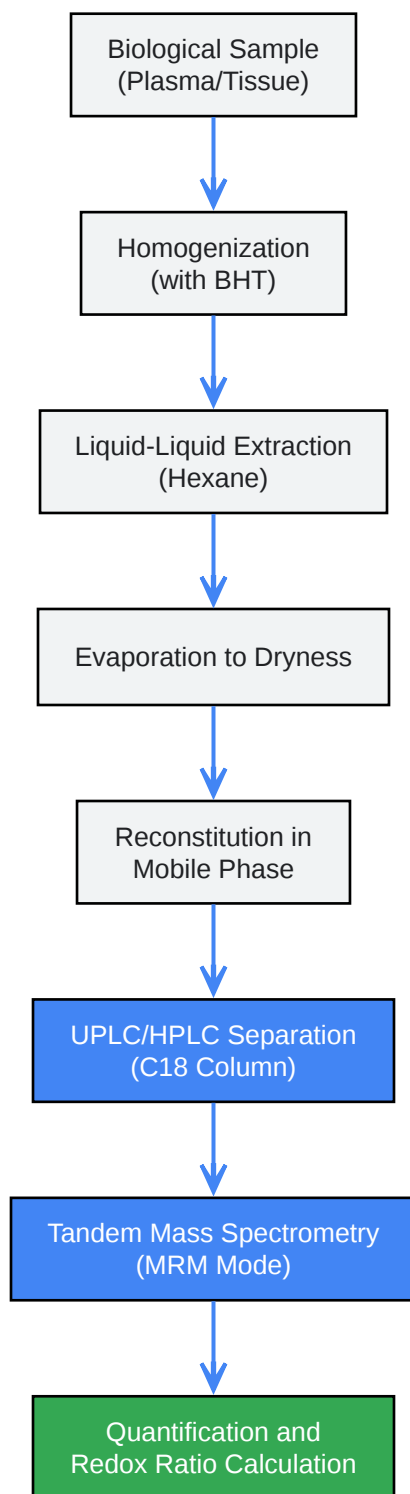 Biological Sample
(Plasma/Tissue)
Homogenization
(with BHT)
Liquid-Liquid Extraction
(Hexane)
Evaporation to Dryness
Reconstitution in
Mobile Phase
UPLC/HPLC Separation
(C18 Column)
Tandem Mass Spectrometry
(MRM Mode)
Quantification and
Redox Ratio Calculation